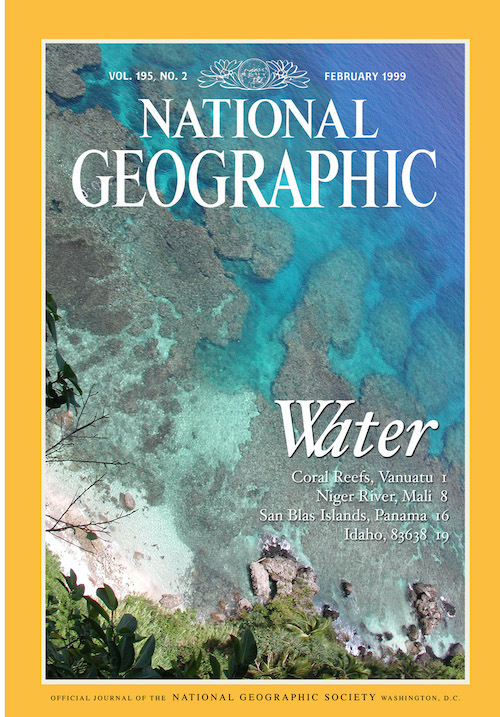 VOL. 195, NO. 2 FEBRUARY 1999
NATIONAL
GEOGRAPHIC
Water
Coral Reefs, Vanuatu 1
Niger River, Mali 8
San Blas Islands, Panama 16
Idaho, 83638 19
OFFICIAL JOURNAL OF THE NATIONAL GEOGRAPHIC SOCIETY WASHINGTON, D.C.